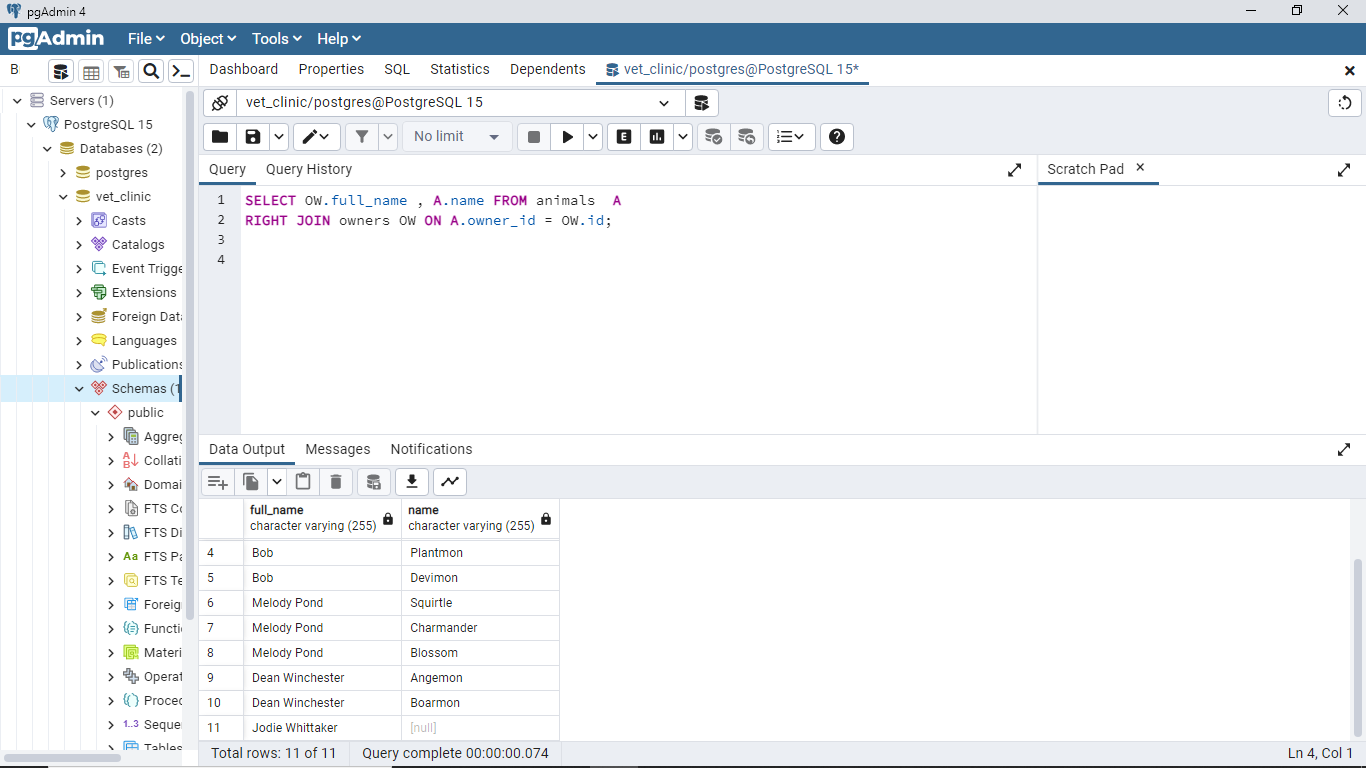 pgAdmin 4
pgAdmin File Object Tools Help
B
Dashboard Properties SQL Statistics Dependents vet_clinic/postgres@PostgreSQL 15*
Servers (1)
PostgreSQL 15
Databases (2)
postgres
vet_clinic
Casts
Catalogs
Event Trigge
Extensions
Foreign Data
Languages
Publications
Schemas (1
public
Aggreg
Collati
Domai
FTS Co
FTS Di
Aa FTS Pa
FTS Te
Foreig
Functi
Materi
Operat
Proced
1..3 Seque
Tables
vet_clinic/postgres@PostgreSQL 15
No limit
E
Query Query History
Scratch Pad
1 SELECT OW.full_name , A.name FROM animals  A
2 RIGHT JOIN owners OW ON A.owner_id = OW.id;
3
4
Data Output Messages Notifications
full_name name
character varying (255) character varying (255)
4 Bob Plantmon
5 Bob Devimon
6 Melody Pond Squirtle
7 Melody Pond Charmander
8 Melody Pond Blossom
9 Dean Winchester Angemon
10 Dean Winchester Boarmon
11 Jodie Whittaker [null]
Total rows: 11 of 11 Query complete 00:00:00.074 Ln 4, Col 1